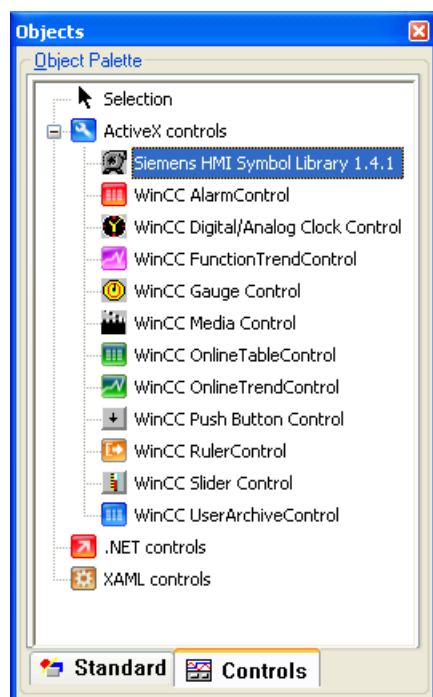 Objects
Object Palette
Selection
ActiveX controls
Siemens HMI Symbol Library 1.4.1
WinCC AlarmControl
WinCC Digital/Analog Clock Control
WinCC FunctionTrendControl
WinCC Gauge Control
WinCC Media Control
WinCC OnlineTableControl
WinCC OnlineTrendControl
WinCC Push Button Control
WinCC RulerControl
WinCC Slider Control
WinCC UserArchiveControl
.NET controls
XAML controls
Standard Controls